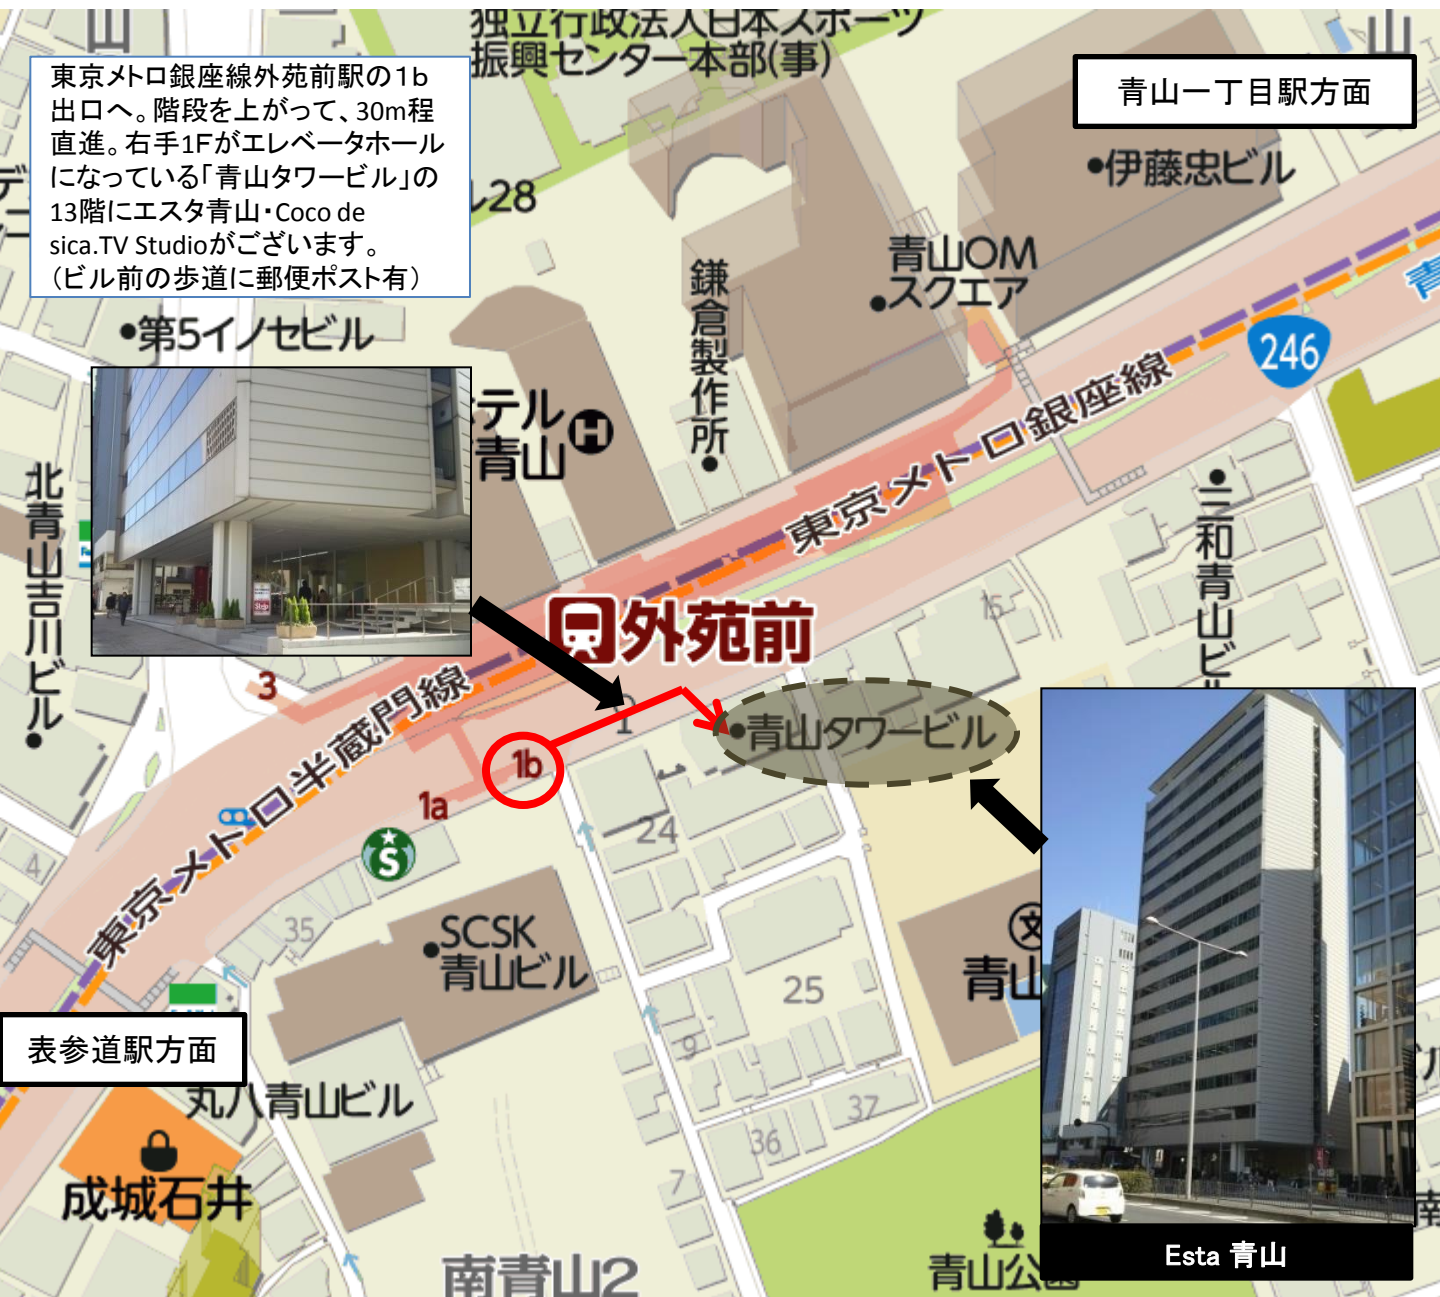 独立行政法人日本スポーツ
振興センター本部(事)
山
山
東京メトロ銀座線外苑前駅の1b
出口へ。階段を上がって、30m程
直進。右手1Fがエレベータホール
になっている「青山タワービル」の
13階にエスタ青山・Coco de
sica.TV Studioがございます。
（ビル前の歩道に郵便ポスト有）
青山一丁目駅方面
伊藤忠ビル
28
青山OM
スクエア
鎌倉製作所
青
246
第5イノセビル
テル
青山
H
東京メトロ銀座線
北青山吉川ビル
三和青山ビル
15
外苑前
3
東京メトロ半蔵門線
1b
1a
青山タワービル
24
4
S
35
SCSK
青山ビル
25
文
青山
表参道駅方面
9
丸八青山ビル
37
36
7
成城石井
南
南青山2
青山公園
Esta 青山